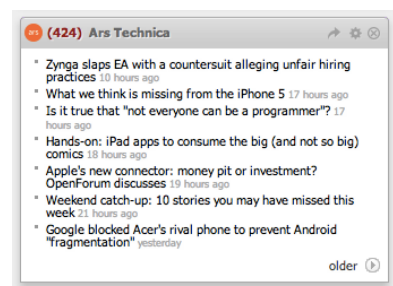 ars (424) Ars Technica
Zynga slaps EA with a countersuit alleging unfair hiring
practices 10 hours ago
What we think is missing from the iPhone 5 17 hours ago
Is it true that "not everyone can be a programmer"? 17
hours ago
Hands-on: iPad apps to consume the big (and not so big)
comics 18 hours ago
Apple's new connector: money pit or investment?
OpenForum discusses 19 hours ago
Weekend catch-up: 10 stories you may have missed this
week 21 hours ago
Google blocked Acer's rival phone to prevent Android
"fragmentation" yesterday
older